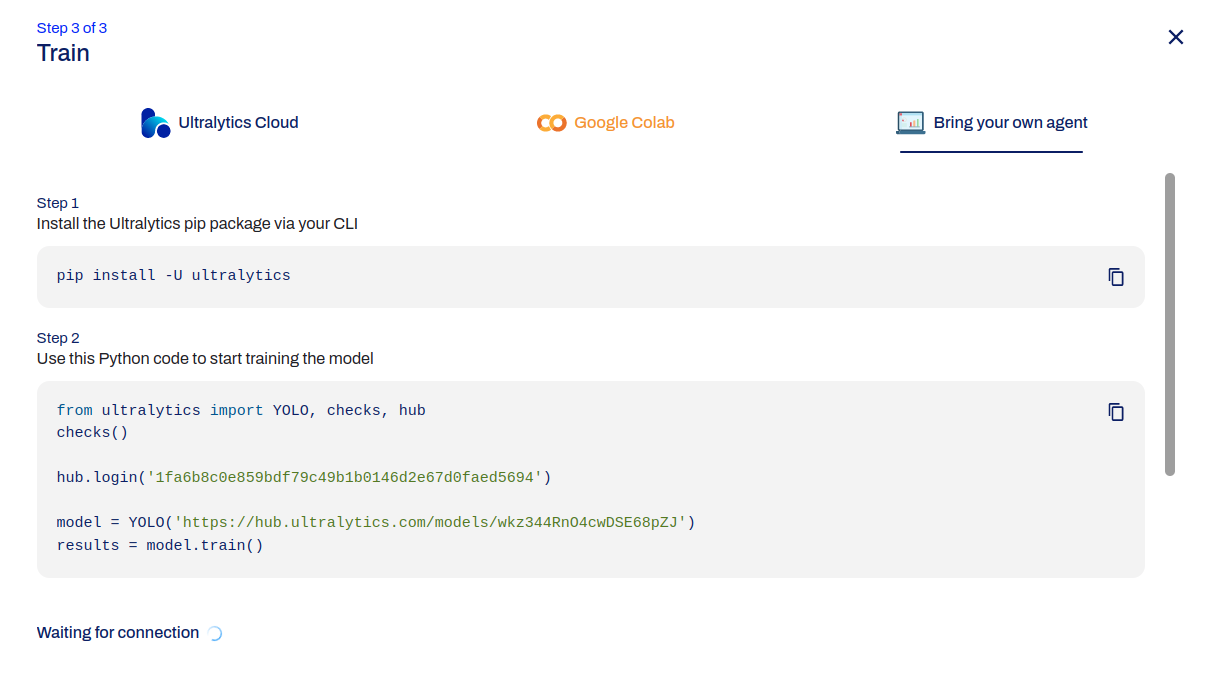 Step 3 of 3
Train
Ultralytics Cloud
Google Colab
Bring your own agent
Step 1
Install the Ultralytics pip package via your CLI
pip install -U ultralytics
Step 2
Use this Python code to start training the model
from ultralytics import YOLO, checks, hub
checks()
hub.login('1fa6b8c0e859bdf79c49b1b0146d2e67d0faed5694')
model = YOLO('https://hub.ultralytics.com/models/wkz344RnO4cwDSE68pZJ')
results = model.train()
Waiting for connection